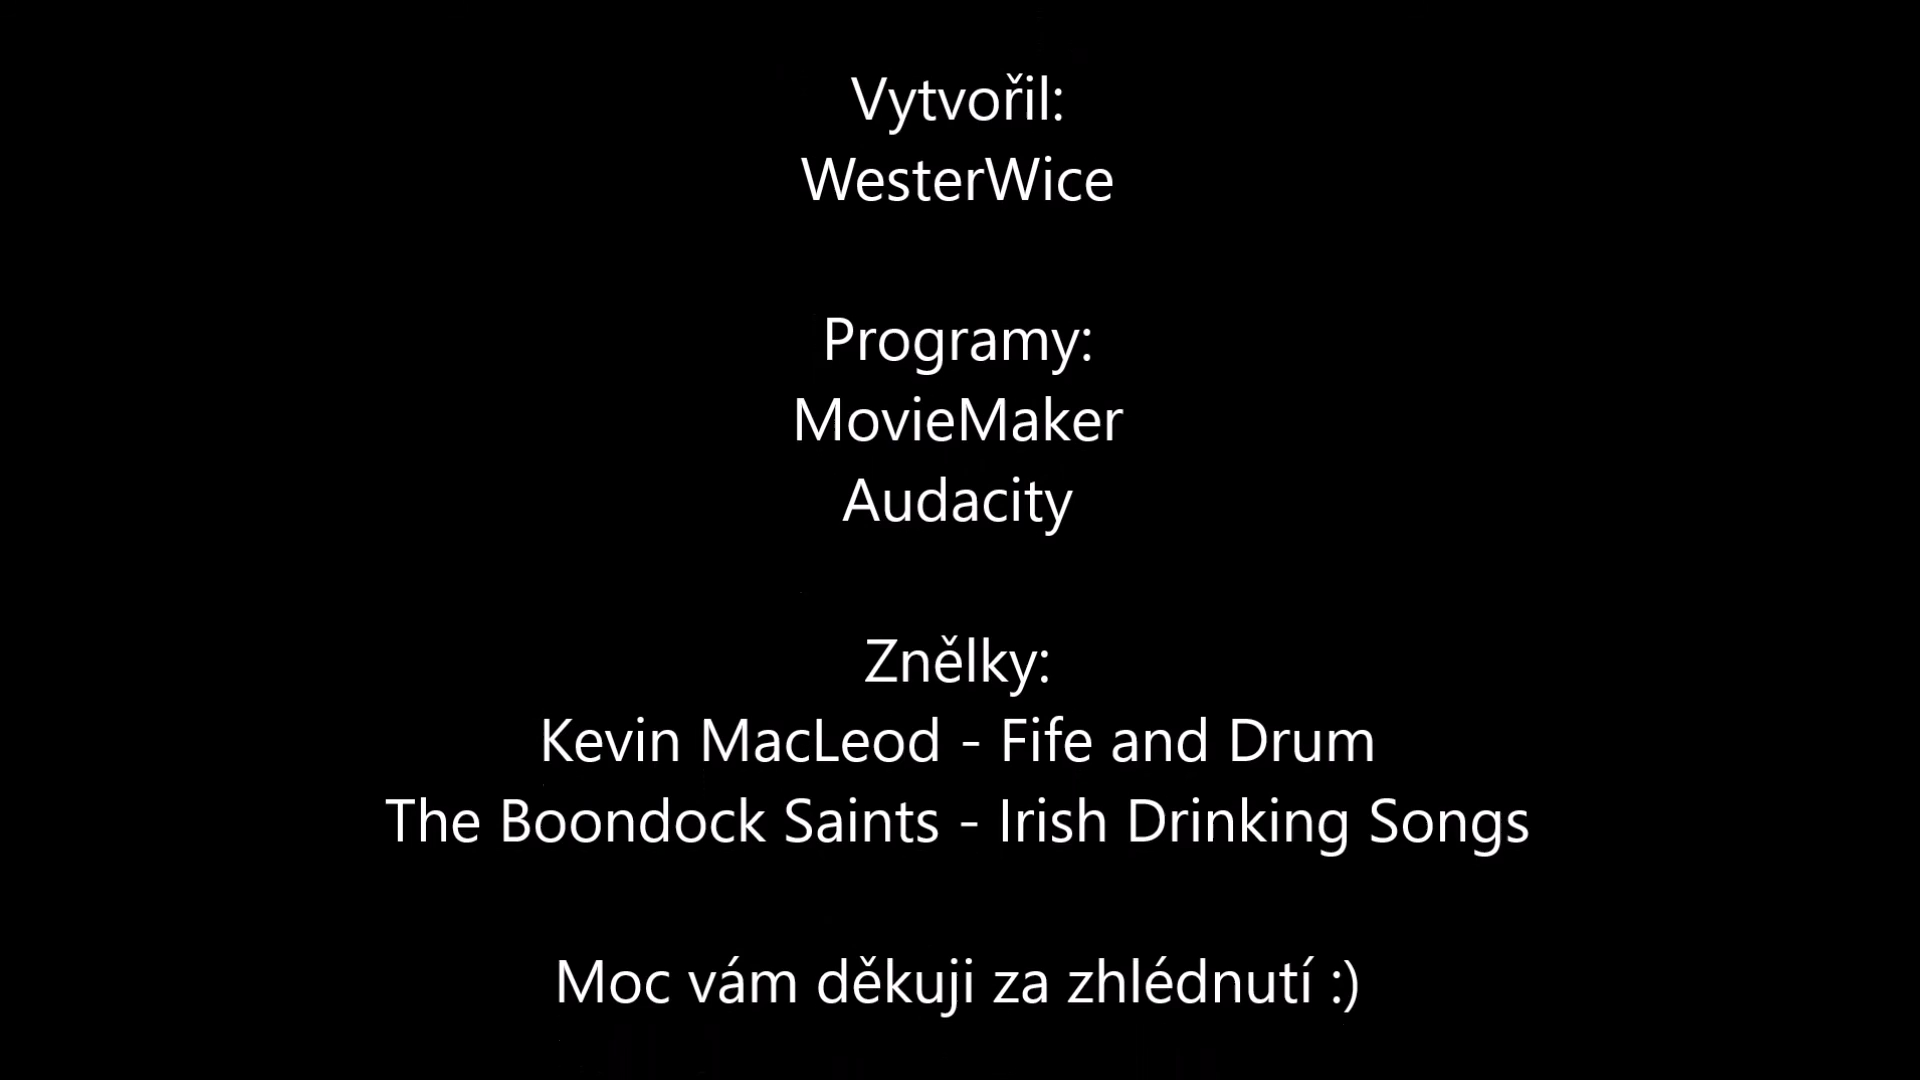 Vytvořil:
WesterWice
Programy:
MovieMaker
Audacity
Znělky:
Kevin MacLeod - Fife and Drum
The Boondock Saints - Irish Drinking Songs
Moc vám děkuji za zhlédnutí :)